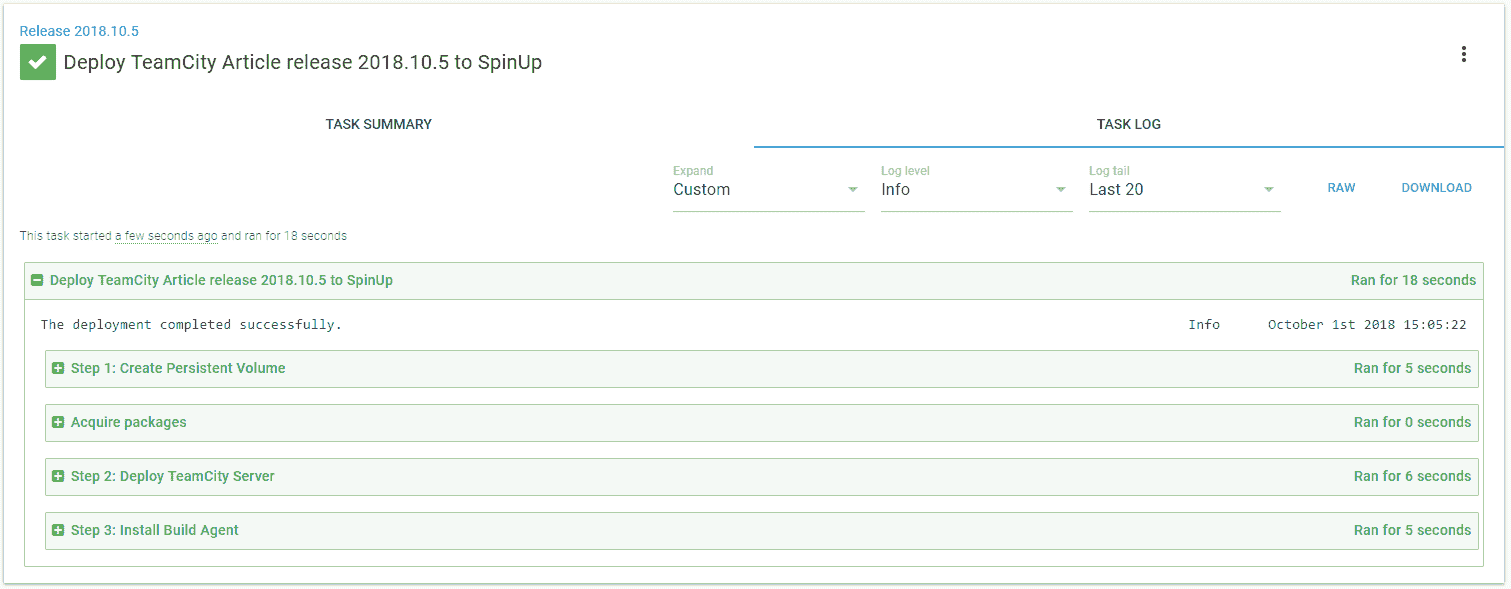 Release 2018.10.5
Deploy TeamCity Article release 2018.10.5 to SpinUp
TASK SUMMARY TASK LOG
Expand Log level Log tail
Custom Info Last 20 RAW DOWNLOAD
This task started a few seconds ago and ran for 18 seconds
Deploy TeamCity Article release 2018.10.5 to SpinUp Ran for 18 seconds
The deployment completed successfully. Info October 1st 2018 15:05:22
Step 1: Create Persistent Volume Ran for 5 seconds
Acquire packages Ran for 0 seconds
Step 2: Deploy TeamCity Server Ran for 6 seconds
Step 3: Install Build Agent Ran for 5 seconds